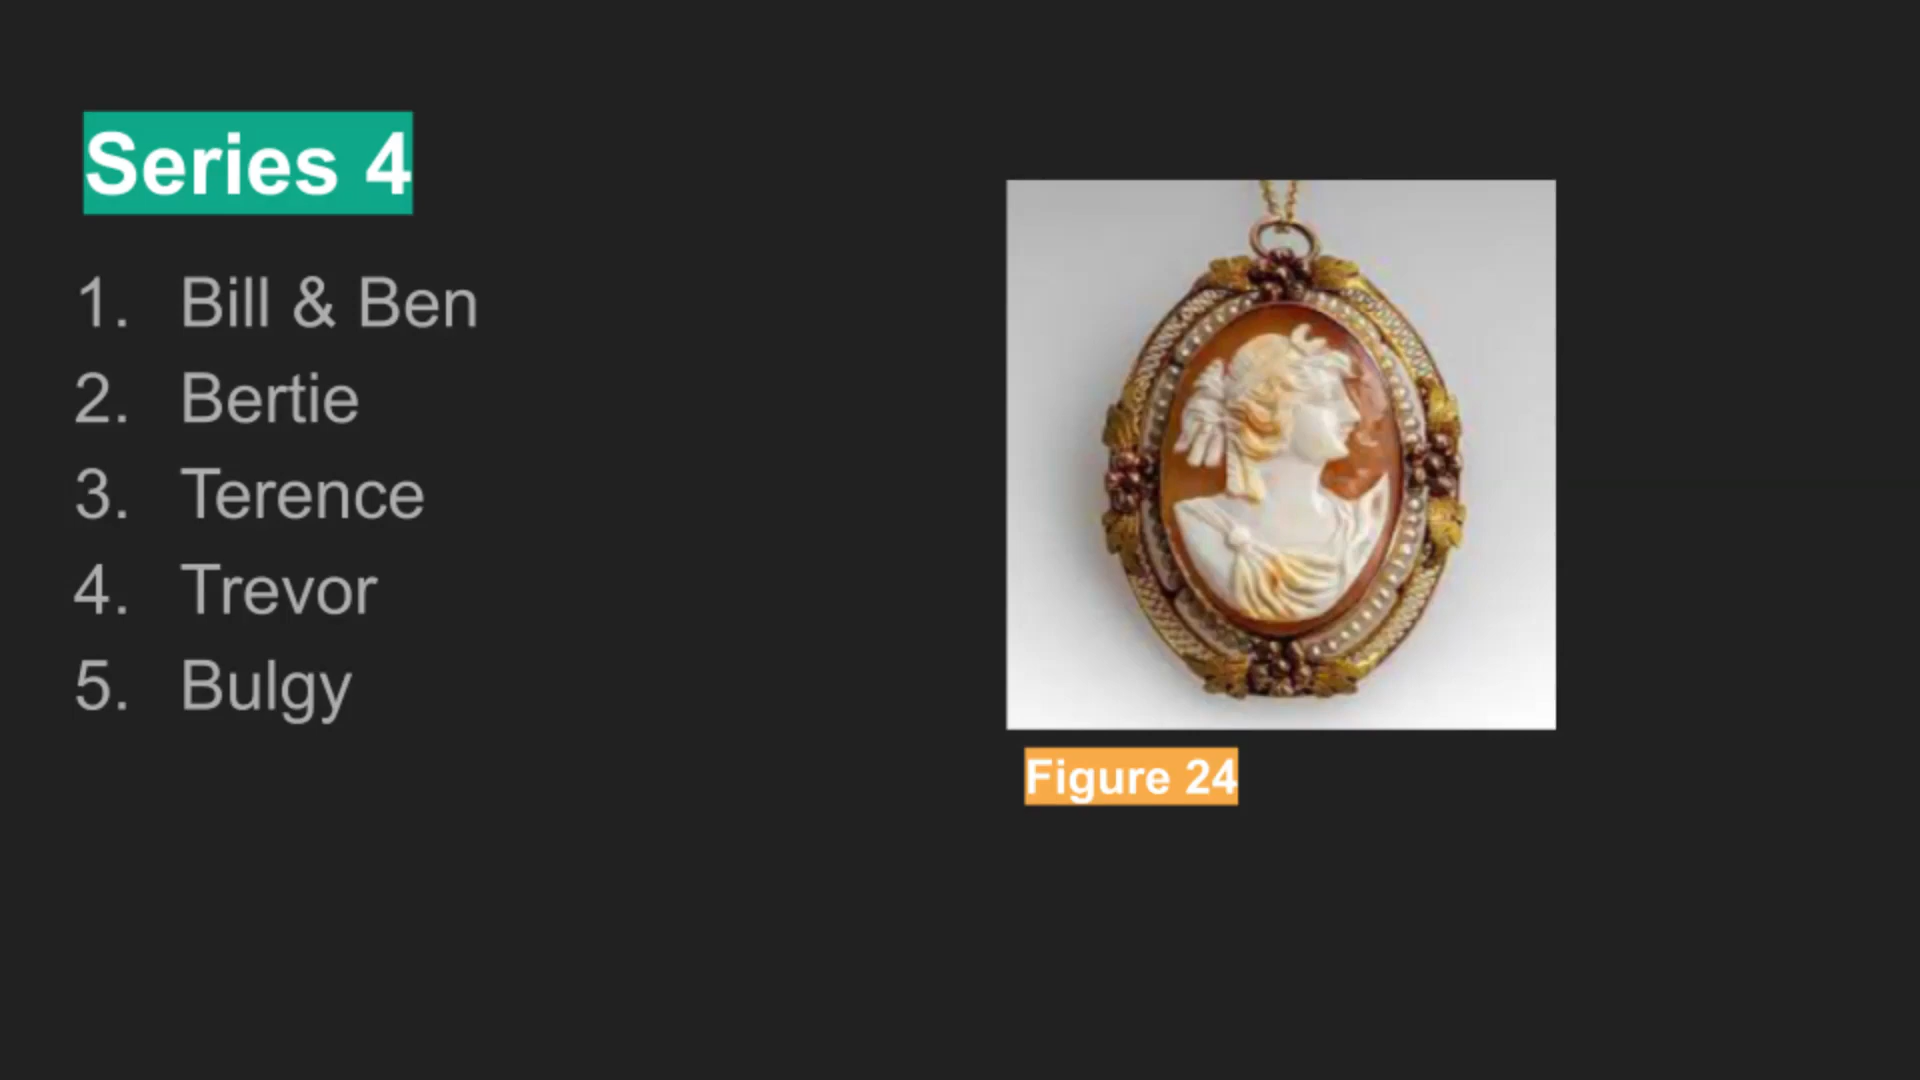 Series 4
1. Bill & Ben
2. Bertie
3. Terence
4. Trevor
5. Bulgy
Figure 24